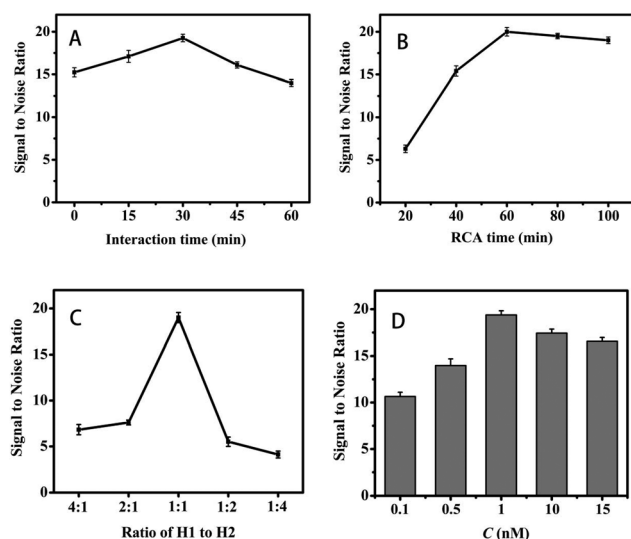 A
Signal to Noise Ratio
20
15
10
5
0
0 15 30 45 60
Interaction time (min)
B
Signal to Noise Ratio
20
15
10
5
0
20 40 60 80 100
RCA time (min)
C
Signal to Noise Ratio
20
15
10
5
0
4:1 2:1 1:1 1:2 1:4
Ratio of H1 to H2
D
Signal to Noise Ratio
20
15
10
5
0
0.1 0.5 1 10 15
C (nM)